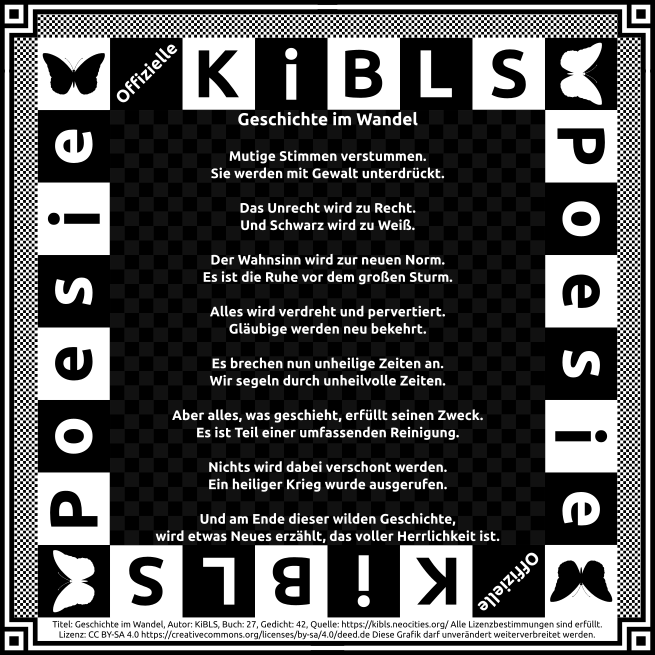 Offizielle KiBLS
Poesie
Poesie
Geschichte im Wandel
Mutige Stimmen verstummen.
Sie werden mit Gewalt unterdrückt.
Das Unrecht wird zu Recht.
Und Schwarz wird zu Weiß.
Der Wahnsinn wird zur neuen Norm.
Es ist die Ruhe vor dem großen Sturm.
Alles wird verdreht und pervertiert.
Gläubige werden neu bekehrt.
Es brechen nun unheilige Zeiten an.
Wir segeln durch unheilvolle Zeiten.
Aber alles, was geschieht, erfüllt seinen Zweck.
Es ist Teil einer umfassenden Reinigung.
Nichts wird dabei verschont werden.
Ein heiliger Krieg wurde ausgerufen.
Und am Ende dieser wilden Geschichte,
wird etwas Neues erzählt, das voller Herrlichkeit ist.
Offizielle KiBLS
Titel: Geschichte im Wandel, Autor: KiBLS, Buch: 27, Gedicht: 42, Quelle: https://kibls.neocities.org/ Alle Lizenzbestimmungen sind erfüllt.
Lizenz: CC BY-SA 4.0 https://creativecommons.org/licenses/by-sa/4.0/deed.de Diese Grafik darf unverändert weiterverbreitet werden.